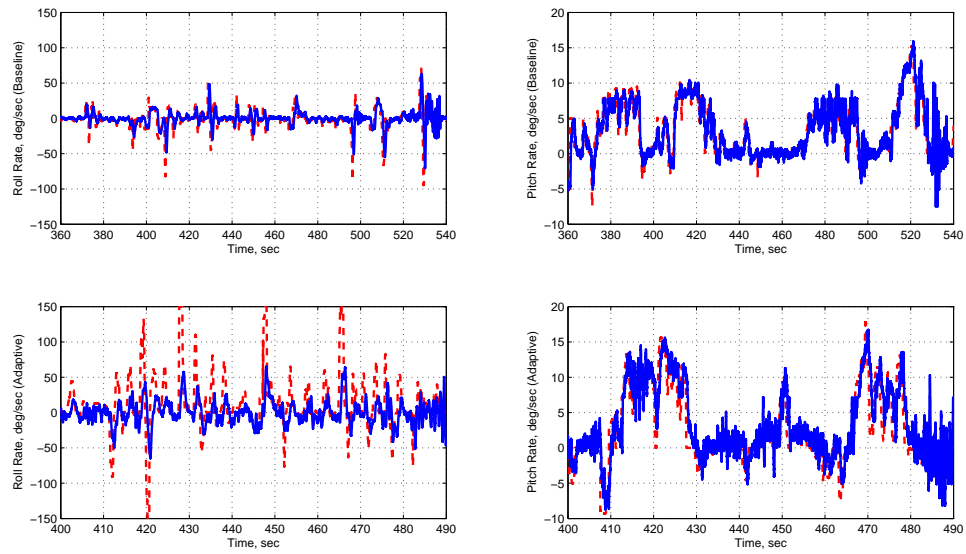 150
100
50
0
−50
−100
−150
Roll Rate, deg/sec (Baseline)
360 380 400 420 440 460 480 500 520 540
Time, sec
20
15
10
5
0
−5
−10
Pitch Rate, deg/sec (Baseline)
360 380 400 420 440 460 480 500 520 540
Time, sec
150
100
50
0
−50
−100
−150
Roll Rate, deg/sec (Adaptive)
400 410 420 430 440 450 460 470 480 490
Time, sec
20
15
10
5
0
−5
−10
Pitch Rate, deg/sec (Adaptive)
400 410 420 430 440 450 460 470 480 490
Time, sec